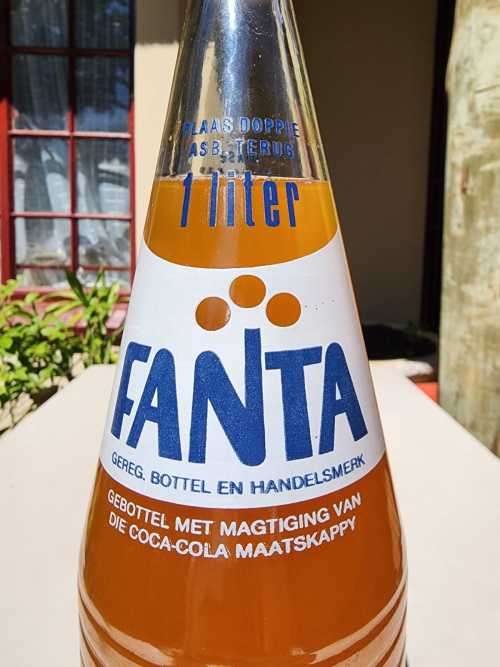 PLAAS DOPPIE
ASB. TERUG
1 liter
FANTA
GEREG. BOTTEL EN HANDELSMERK
GEBOTTEL MET MAGTIGING VAN
DIE COCA-COLA MAATSKAPPY